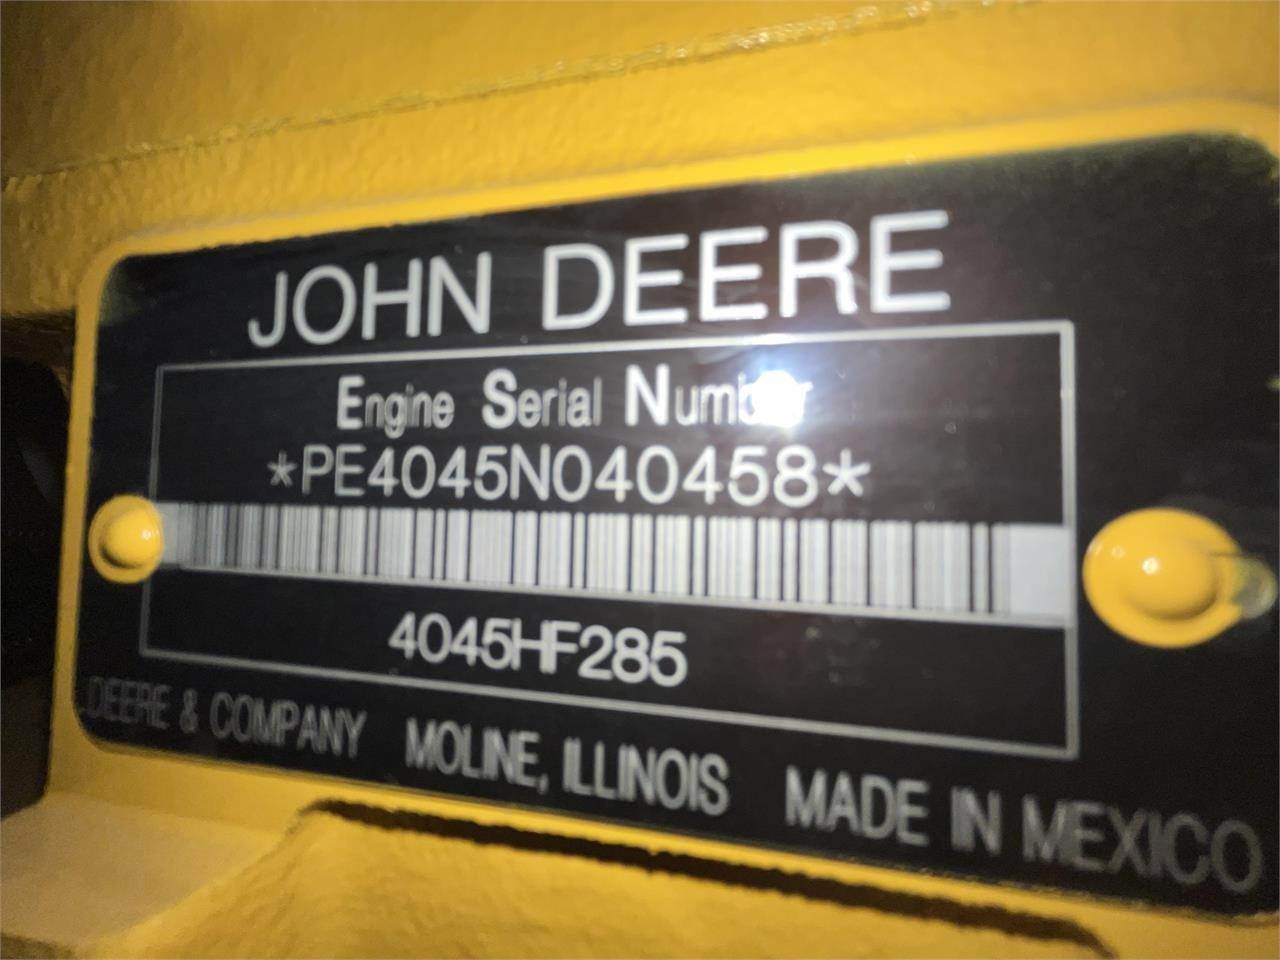 JOHN DEERE
Engine Serial Number
*PE4045N040458*
4045HF285
DEERE & COMPANY MOLINE, ILLINOIS MADE IN MEXICO